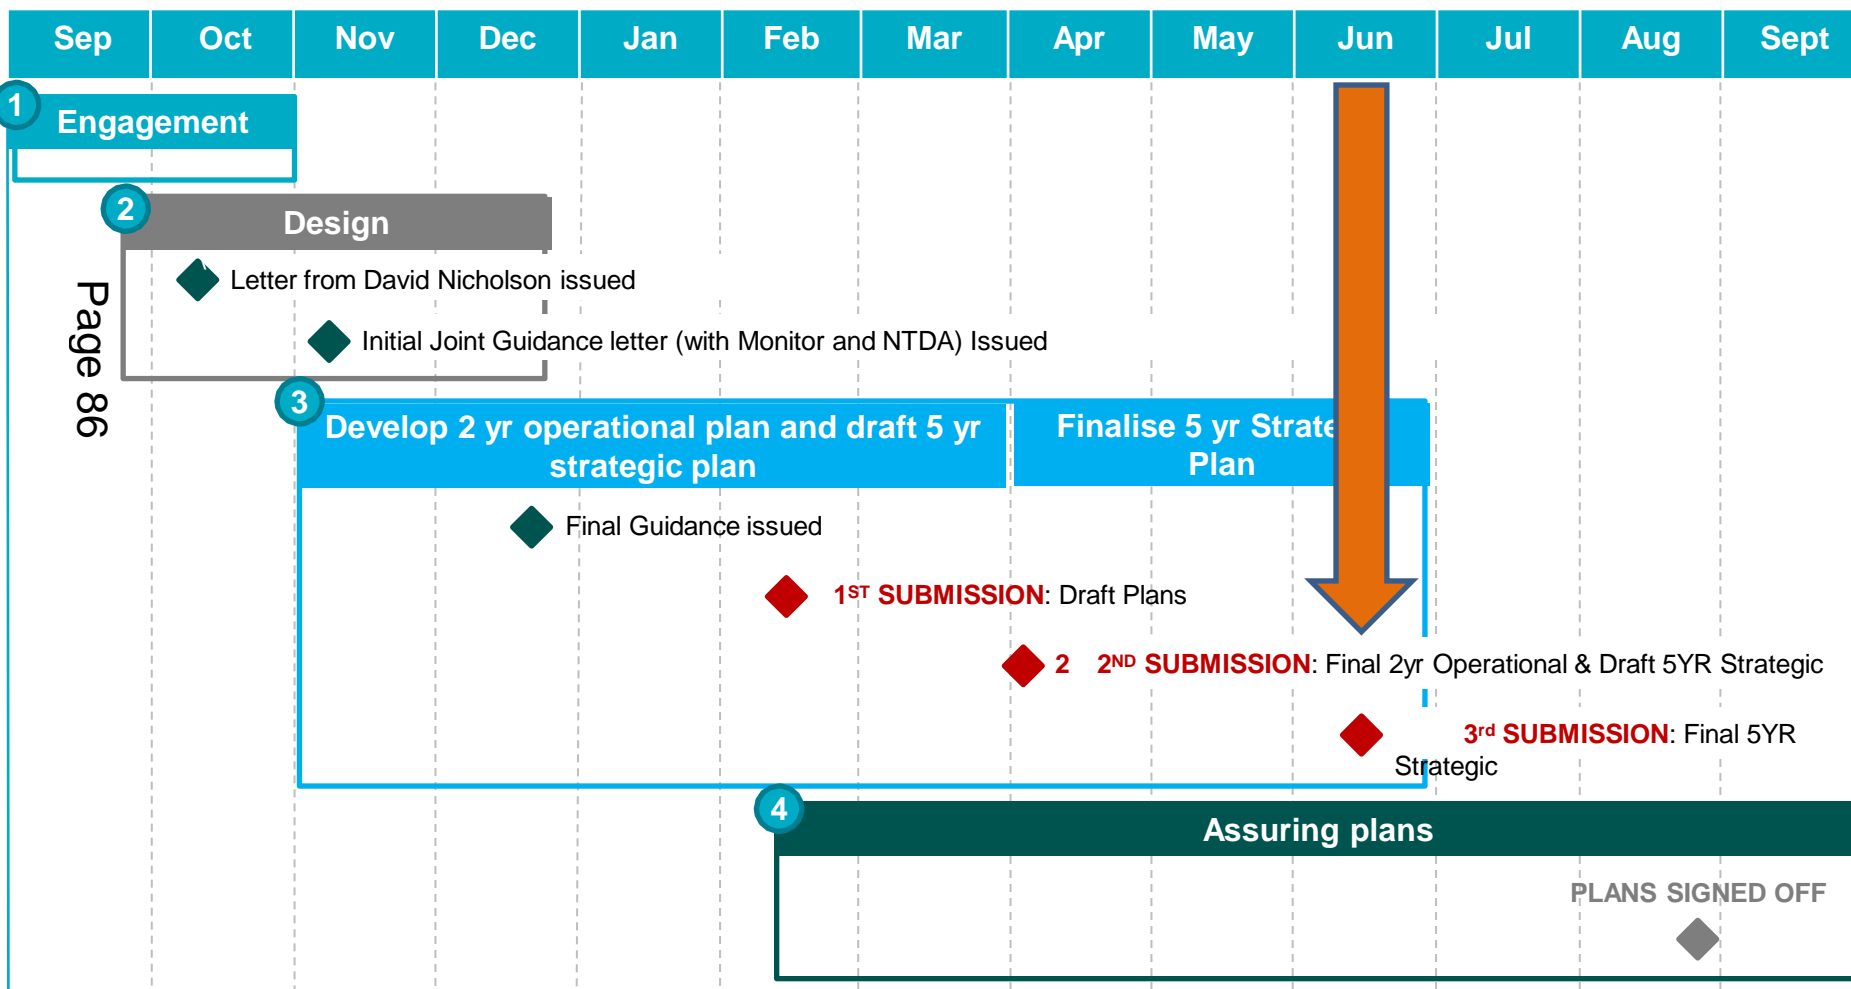 Sep Oct Nov Dec Jan Feb Mar Apr May Jun Jul Aug Sept
1
Engagement
2
Design
Letter from David Nicholson issued
Initial Joint Guidance letter (with Monitor and NTDA) Issued
Page 86
3
Develop 2 yr operational plan and draft 5 yr
strategic plan
Finalise 5 yr Strate
Plan
Final Guidance issued
1ST SUBMISSION: Draft Plans
2 2ND SUBMISSION: Final 2yr Operational & Draft 5YR Strategic
3rd SUBMISSION: Final 5YR
Strategic
4
Assuring plans
PLANS SIGNED OFF